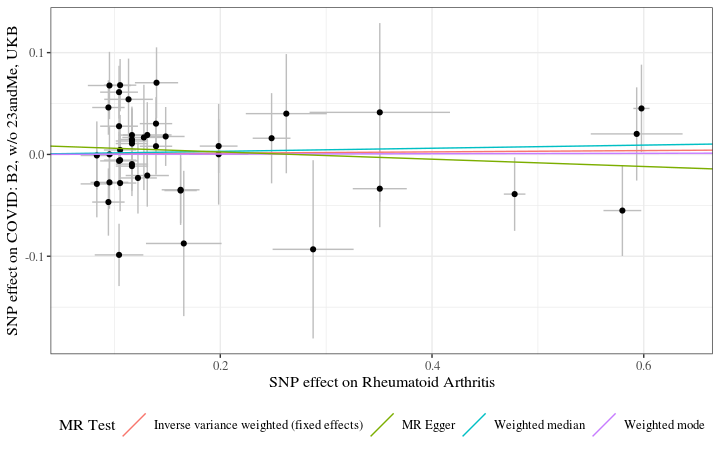 SNP effect on COVID: B2, w/o 23andMe, UKB
0.1
0.0
-0.1
0.2 0.4 0.6
SNP effect on Rheumatoid Arthritis
MR Test Inverse variance weighted (fixed effects) MR Egger Weighted median Weighted mode